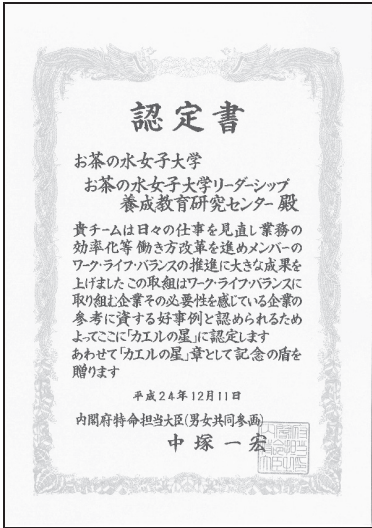 認定書
お茶の水女子大学
お茶の水女子大学リーダーシップ
養成教育研究センター 殿
貴チームは日々の仕事を見直し業務の
効率化等 働き方改革を進めメンバーの
ワーク・ライフ・バランスの推進に大きな成果を
上げました この取組はワーク・ライフ・バランスに
取り組む企業その必要性を感じている企業の
参考に資する好事例と認められるため
よってここに「カエルの星」に認定します
あわせて「カエルの星」章として記念の盾を
贈ります
平成24年12月11日
内閣府特命担当大臣(男女共同参画)
中塚一宏